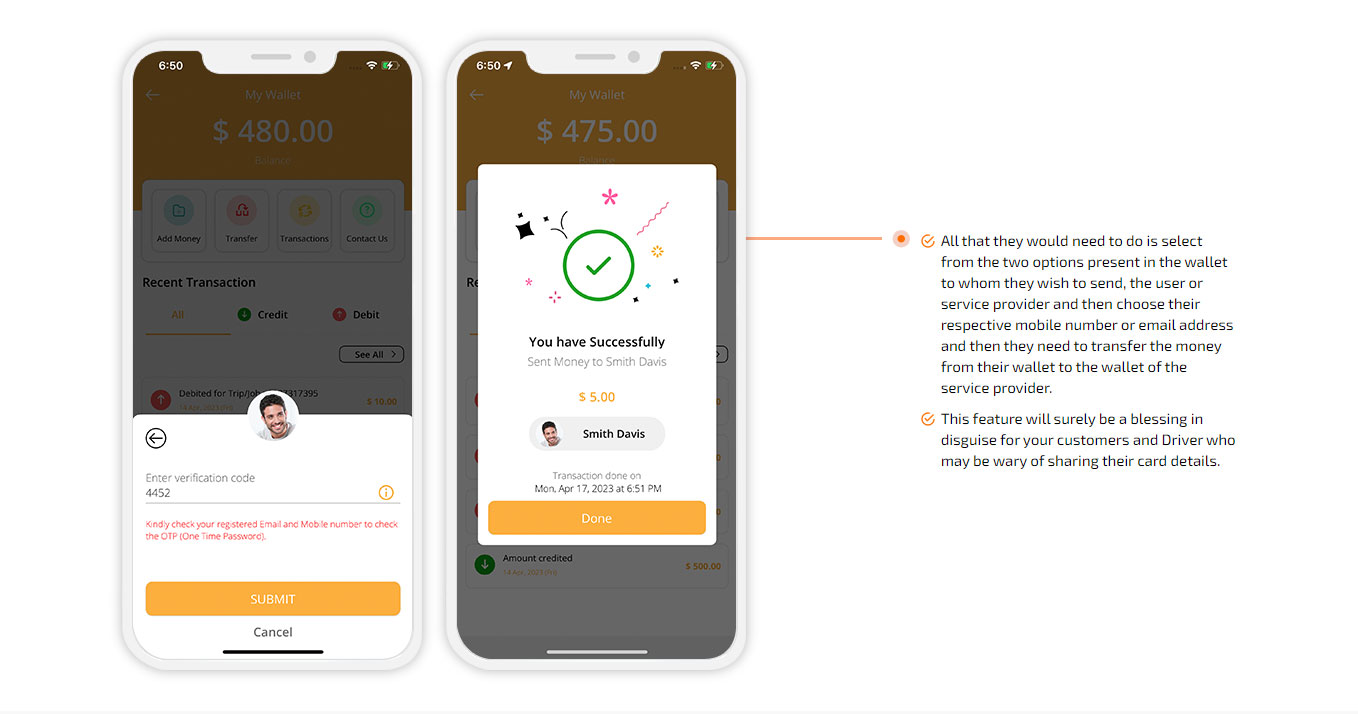 6:50
My Wallet
$ 480.00
Balance
Add Money
Transfer
Transactions
Contact Us
Recent Transaction
All
Credit
Debit
See All
Debited for Trip/Job 317395
14 Apr, 2023 (Fri)
$ 10.00
Enter verification code
4452
Kindly check your registered Email and Mobile number to check
the OTP (One Time Password).
SUBMIT
Cancel
6:50
My Wallet
$ 475.00
Balance
You have Successfully
Sent Money to Smith Davis
$ 5.00
Smith Davis
Transaction done on
Mon, Apr 17, 2023 at 6:51 PM
Done
Amount credited
14 Apr, 2023 (Fri)
$ 500.00
All that they would need to do is select
from the two options present in the wallet
to whom they wish to send, the user or
service provider and then choose their
respective mobile number or email address
and then they need to transfer the money
from their wallet to the wallet of the
service provider.
This feature will surely be a blessing in
disguise for your customers and Driver who
may be wary of sharing their card details.